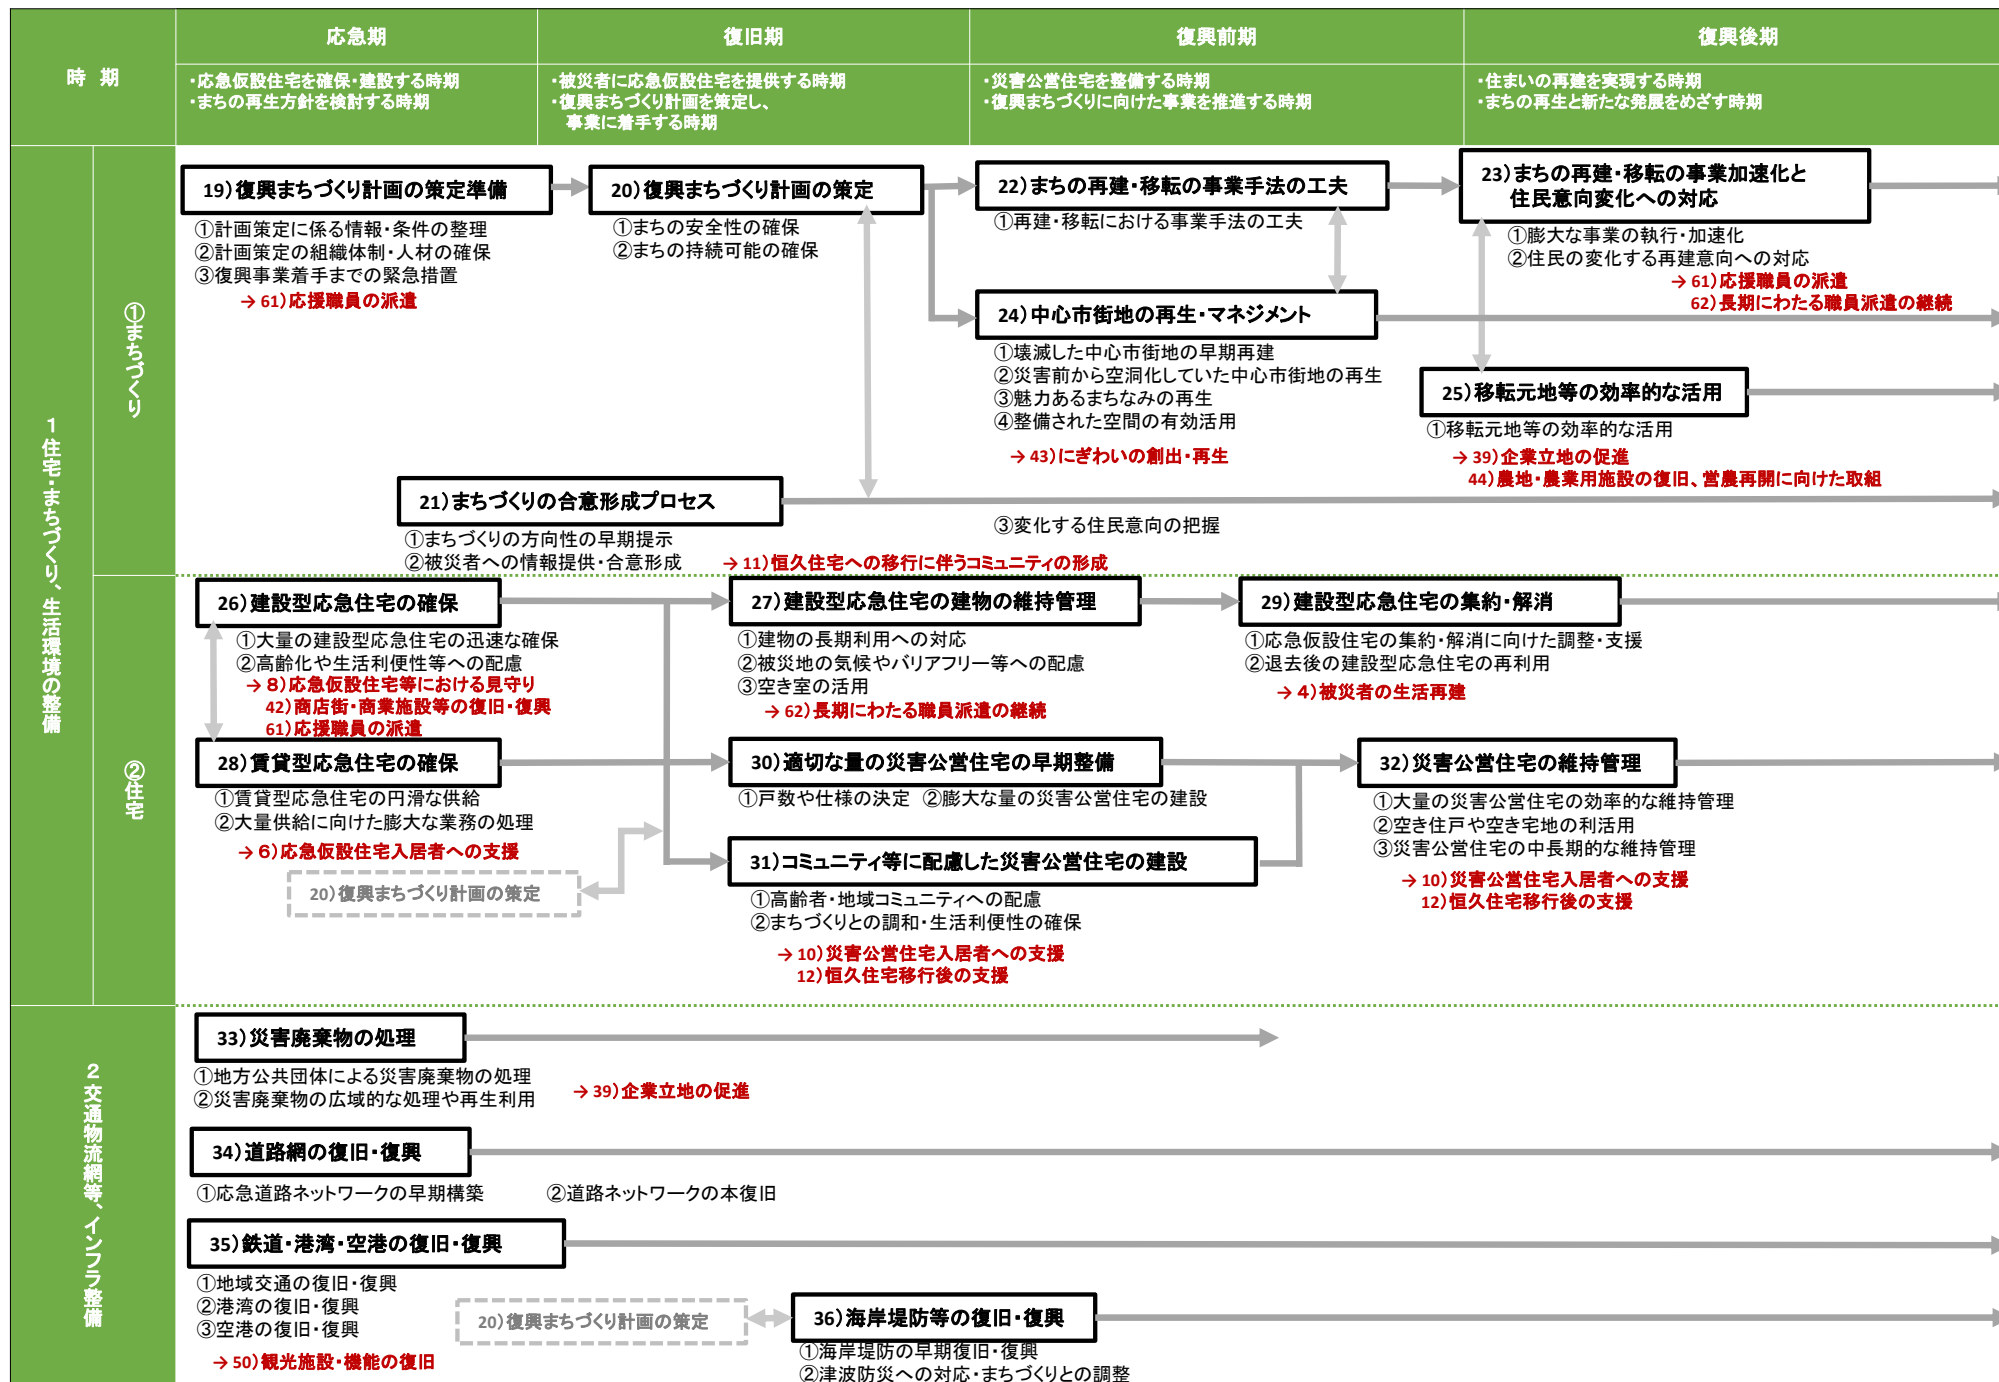 時 期
応急期
復旧期
復興前期
復興後期
・応急仮設住宅を確保・建設する時期
・まちの再生方針を検討する時期
・被災者に応急仮設住宅を提供する時期
・復興まちづくり計画を策定し、
事業に着手する時期
・災害公営住宅を整備する時期
・復興まちづくりに向けた事業を推進する時期
・住まいの再建を実現する時期
・まちの再生と新たな発展をめざす時期
1 住宅・まちづくり、生活環境の整備
①まちづくり
19)復興まちづくり計画の策定準備
①計画策定に係る情報・条件の整理
②計画策定の組織体制・人材の確保
③復興事業着手までの緊急措置
→ 61)応援職員の派遣
20)復興まちづくり計画の策定
①まちの安全性の確保
②まちの持続可能の確保
22)まちの再建・移転の事業手法の工夫
①再建・移転における事業手法の工夫
23)まちの再建・移転の事業加速化と
住民意向変化への対応
①膨大な事業の執行・加速化
②住民の変化する再建意向への対応
→ 61)応援職員の派遣
62)長期にわたる職員派遣の継続
24)中心市街地の再生・マネジメント
①壊滅した中心市街地の早期再建
②災害前から空洞化していた中心市街地の再生
③魅力あるまちなみの再生
④整備された空間の有効活用
→ 43)にぎわいの創出・再生
25)移転元地等の効率的な活用
①移転元地等の効率的な活用
→ 39)企業立地の促進
44)農地・農業用施設の復旧、営農再開に向けた取組
21)まちづくりの合意形成プロセス
①まちづくりの方向性の早期提示
②被災者への情報提供・合意形成
③変化する住民意向の把握
→ 11)恒久住宅への移行に伴うコミュニティの形成
②住宅
26)建設型応急住宅の確保
①大量の建設型応急住宅の迅速な確保
②高齢化や生活利便性等への配慮
→ 8)応急仮設住宅等における見守り
42)商店街・商業施設等の復旧・復興
61)応援職員の派遣
27)建設型応急住宅の建物の維持管理
①建物の長期利用への対応
②被災地の気候やバリアフリー等への配慮
③空き室の活用
→ 62)長期にわたる職員派遣の継続
29)建設型応急住宅の集約・解消
①応急仮設住宅の集約・解消に向けた調整・支援
②退去後の建設型応急住宅の再利用
→ 4)被災者の生活再建
28)賃貸型応急住宅の確保
①賃貸型応急住宅の円滑な供給
②大量供給に向けた膨大な業務の処理
→ 6)応急仮設住宅入居者への支援
20)復興まちづくり計画の策定
30)適切な量の災害公営住宅の早期整備
①戸数や仕様の決定 ②膨大な量の災害公営住宅の建設
31)コミュニティ等に配慮した災害公営住宅の建設
①高齢者・地域コミュニティへの配慮
②まちづくりとの調和・生活利便性の確保
→ 10)災害公営住宅入居者への支援
12)恒久住宅移行後の支援
32)災害公営住宅の維持管理
①大量の災害公営住宅の効率的な維持管理
②空き住戸や空き宅地の利活用
③災害公営住宅の中長期的な維持管理
→ 10)災害公営住宅入居者への支援
12)恒久住宅移行後の支援
2 交通物流網等、インフラ整備
33)災害廃棄物の処理
①地方公共団体による災害廃棄物の処理
②災害廃棄物の広域的な処理や再生利用
→ 39)企業立地の促進
34)道路網の復旧・復興
①応急道路ネットワークの早期構築
②道路ネットワークの本復旧
35)鉄道・港湾・空港の復旧・復興
①地域交通の復旧・復興
②港湾の復旧・復興
③空港の復旧・復興
→ 50)観光施設・機能の復旧
20)復興まちづくり計画の策定
36)海岸堤防等の復旧・復興
①海岸堤防の早期復旧・復興
②津波防災への対応・まちづくりとの調整